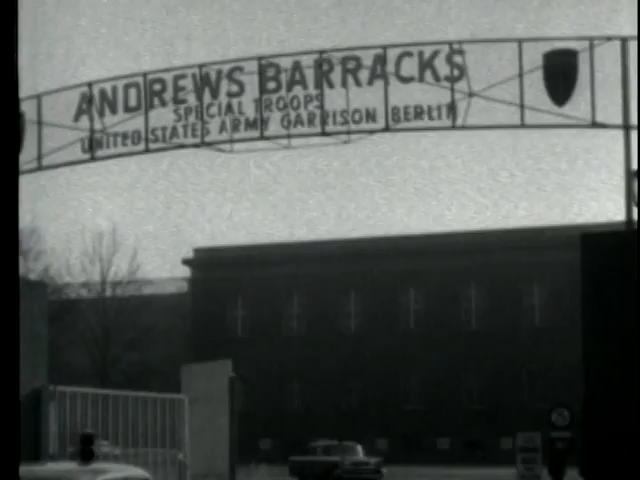 ANDREWS BARRACKS
SPECIAL TROOPS
UNITED STATES ARMY GARRISON BERLIN